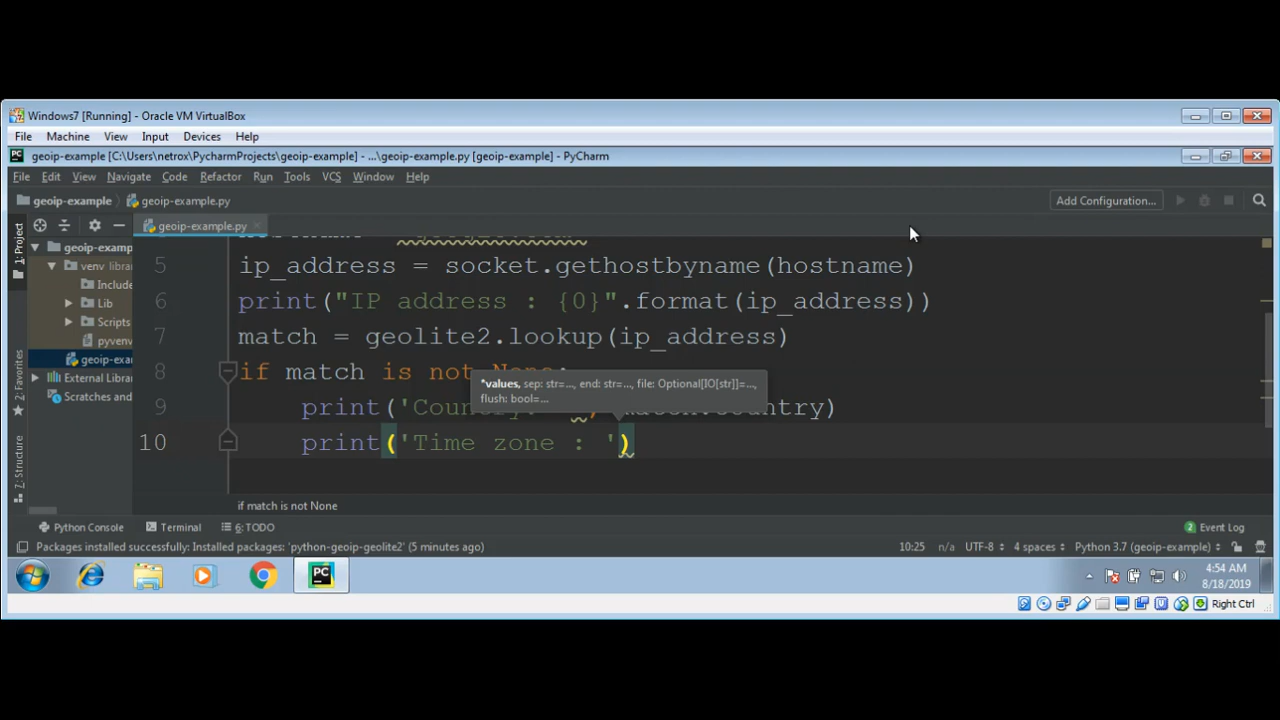 Windows7 [Running] - Oracle VM VirtualBox
File Machine View Input Devices Help
geoip-example [C:\Users\netrox\PycharmProjects\geoip-example] - ...\geoip-example.py [geoip-example] - PyCharm
File Edit View Navigate Code Refactor Run Tools VCS Window Help
geoip-example geoip-example.py Add Configuration...
geoip-example.py
1: Project
geoip-examp
venv librar
Include
Lib
Scripts
pyvenv
geoip-exar
External Libra
Scratches and
2: Favorites
7: Structure
5 ip_address = socket.gethostbyname(hostname)
6 print("IP address : {0}".format(ip_address))
7 match = geolite2.lookup(ip_address)
8 if match is not None:
*values, sep: str=..., end: str=..., file: Optional[IO[str]]=...,
flush: bool=...
9 print('Country
10 print('Time zone : ')
if match is not None
Python Console Terminal 6: TODO 2 Event Log
Packages installed successfully: Installed packages: 'python-geoip-geolite2' (5 minutes ago) 10:25 n/a UTF-8 4 spaces Python 3.7 (geoip-example)
PC
4:54 AM
8/18/2019
Right Ctrl